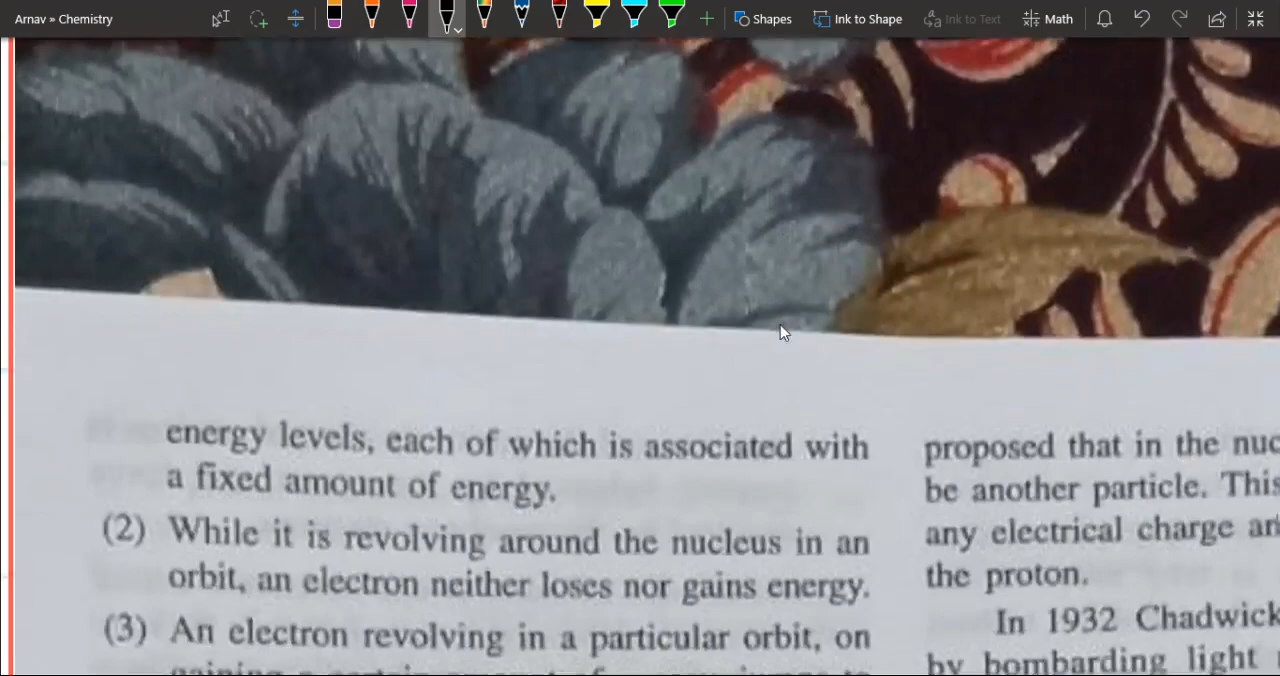 Arnav » Chemistry
Shapes
Ink to Shape
Ink to Text
Math
energy levels, each of which is associated with
a fixed amount of energy.
(2) While it is revolving around the nucleus in an
orbit, an electron neither loses nor gains energy.
(3) An electron revolving in a particular orbit, on
proposed that in the nuc
be another particle. This
any electrical charge an
the proton.
In 1932 Chadwick
by bombarding light